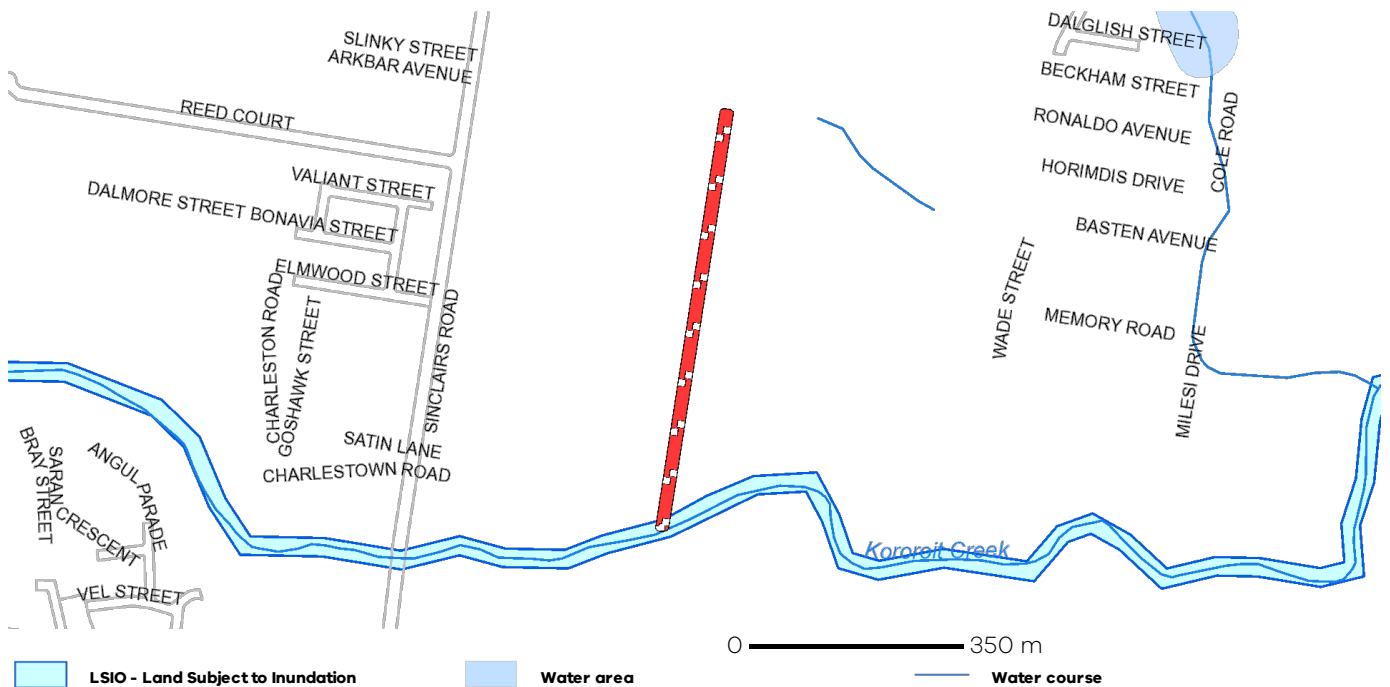 SLINKY STREET
ARKBAR AVENUE
DALGLISH STREET
BECKHAM STREET
REED COURT
RONALDO AVENUE
COLE ROAD
VALIANT STREET
HORIMDIS DRIVE
DALMORE STREET BONAVIA STREET
BASTEN AVENUE
ELMWOOD STREET
WADE STREET
MEMORY ROAD
CHARLESTON ROAD
GOSHAWK STREET
SINCLAIRS ROAD
MILESI DRIVE
SATIN LANE
CHARLESTOWN ROAD
BRAY STREET
SARAN CRESCENT
ANGUL PARADE
Kororoit Creek
VEL STREET
0 350 m
LSIO - Land Subject to Inundation
Water area
Water course